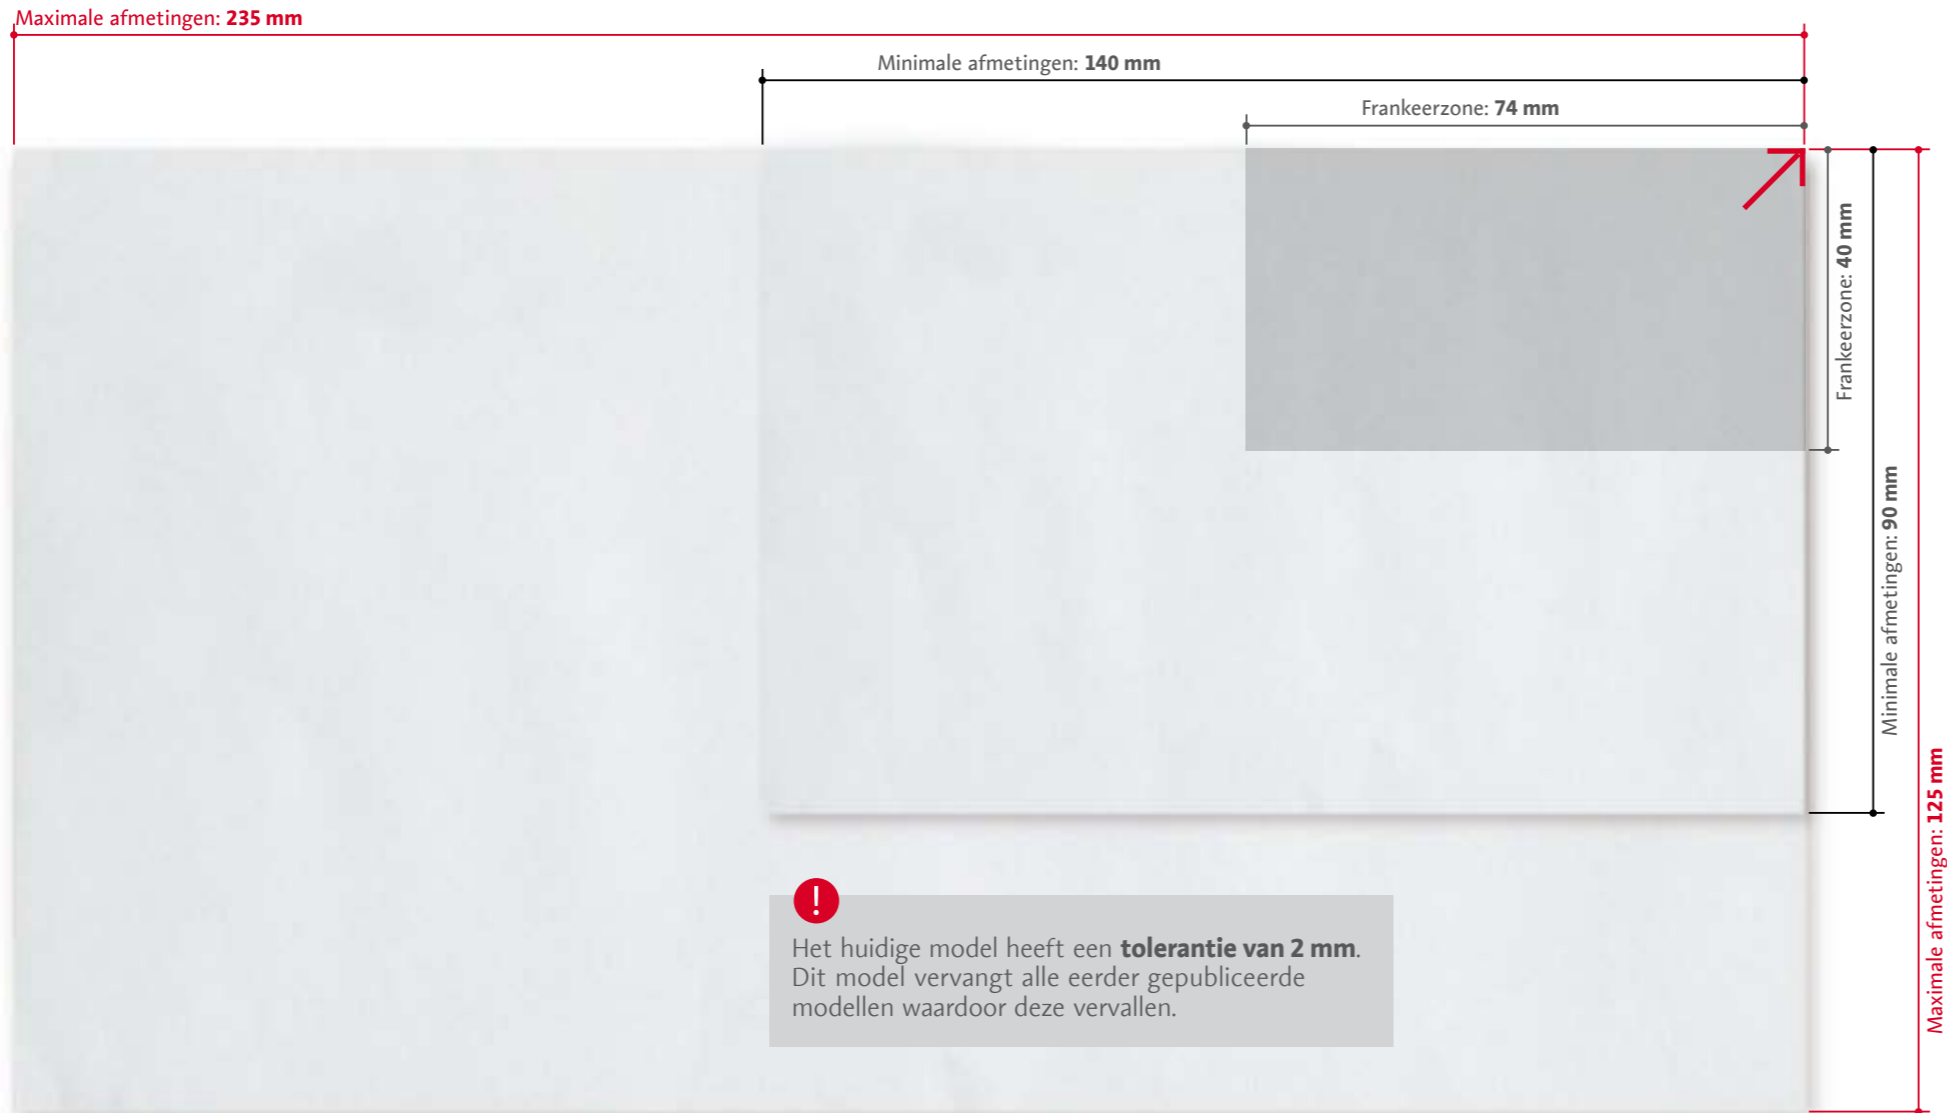 Maximale afmetingen: 235 mm
Minimale afmetingen: 140 mm
Frankeerzone: 74 mm
Frankeerzone: 40 mm
Minimale afmetingen: 90 mm
Maximale afmetingen: 125 mm
!
Het huidige model heeft een tolerantie van 2 mm.
Dit model vervangt alle eerder gepubliceerde
modellen waardoor deze vervallen.